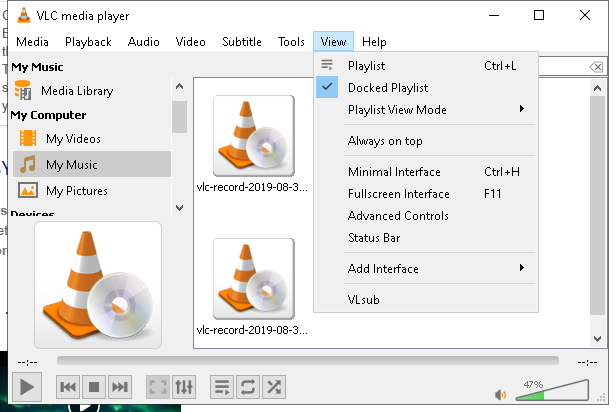 VLC media player
Media Playback Audio Video Subtitle Tools View Help
My Music
Media Library
My Computer
My Videos
My Music
My Pictures
Devices
vlc-record-2019-08-3...
vlc-record-2019-08-3...
Playlist Ctrl+L
Docked Playlist
Playlist View Mode
Always on top
Minimal Interface Ctrl+H
Fullscreen Interface F11
Advanced Controls
Status Bar
Add Interface
VLsub
--:-- --:--
47%